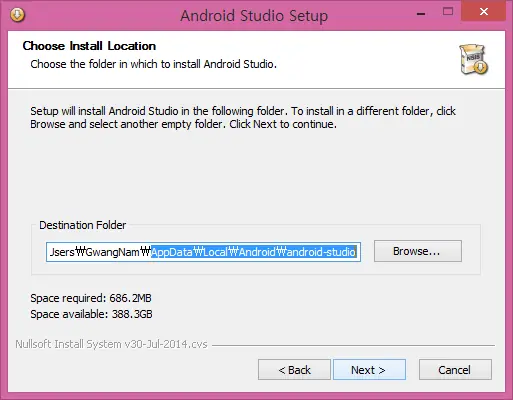 Android Studio Setup
Choose Install Location
Choose the folder in which to install Android Studio.
NSIS
Setup will install Android Studio in the following folder. To install in a different folder, click
Browse and select another empty folder. Click Next to continue.
Destination Folder
Jsers₩GwangNam₩AppData₩Local₩Android₩android-studio
Browse...
Space required: 686.2MB
Space available: 388.3GB
Nullsoft Install System v30-Jul-2014.cvs
< Back
Next >
Cancel